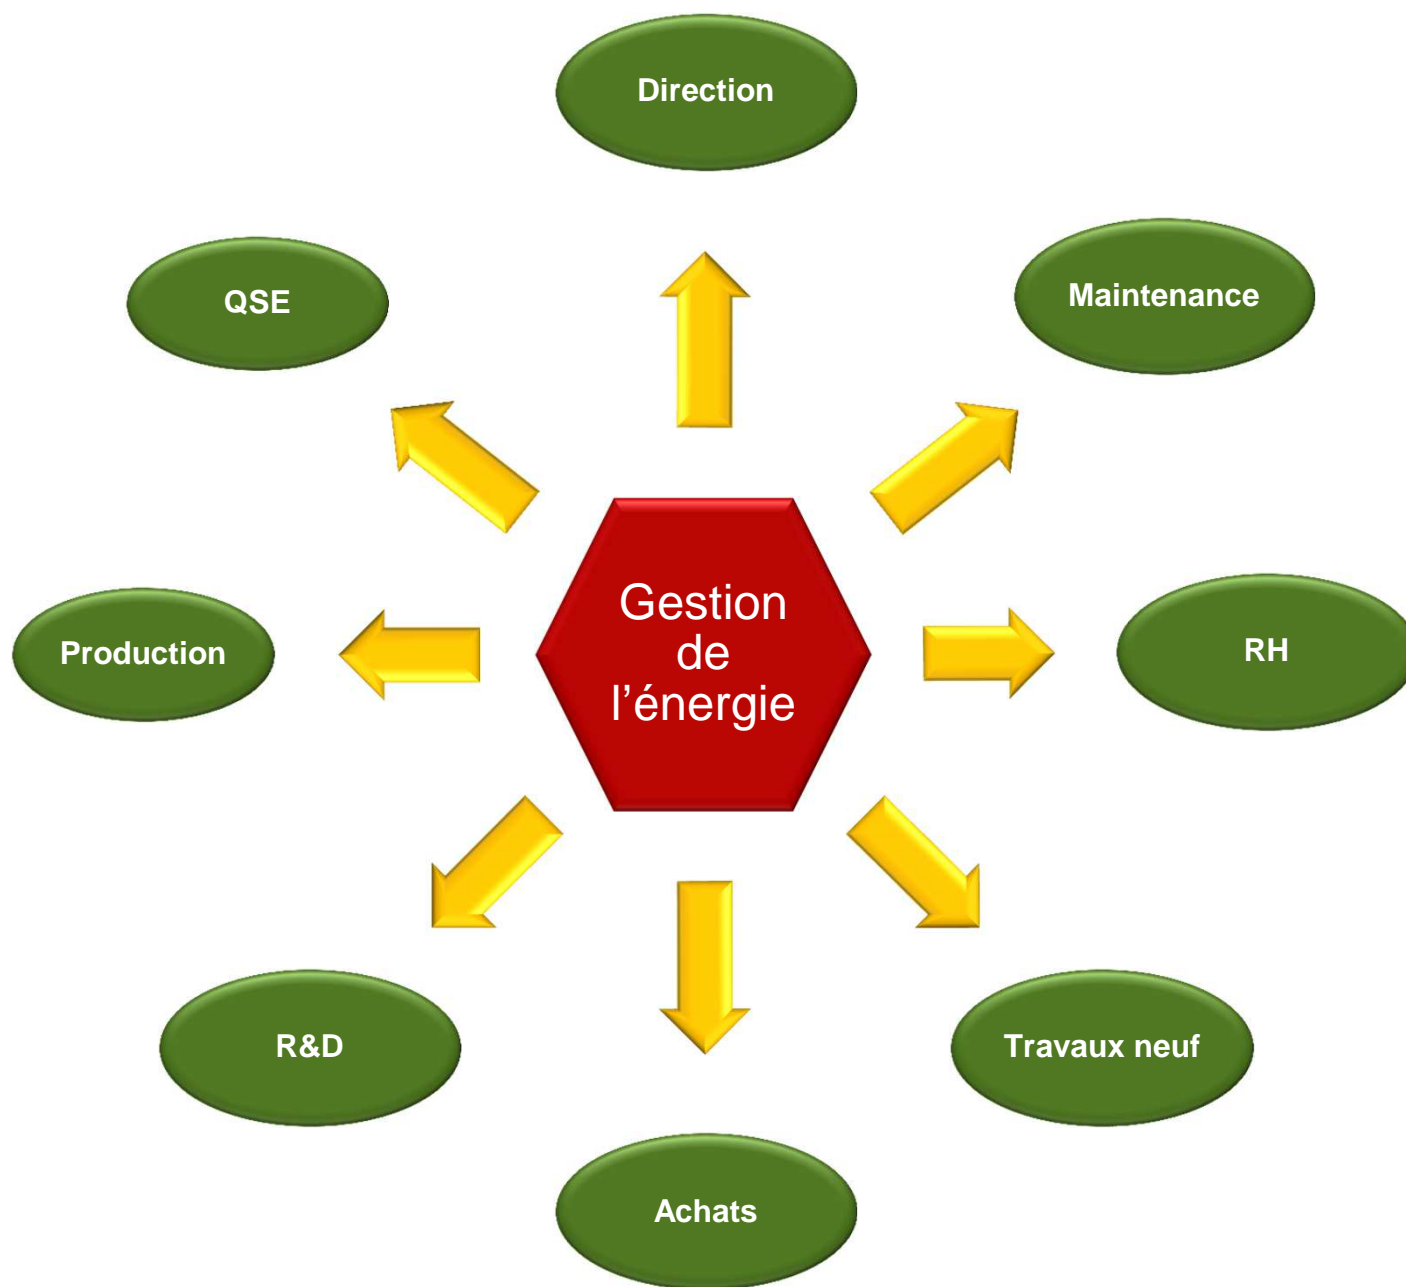 Direction
QSE
Maintenance
Gestion
de
l’énergie
Production
RH
R&D
Travaux neuf
Achats